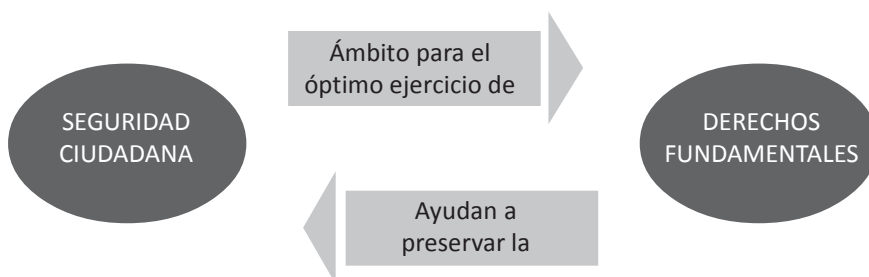 Ámbito para el
óptimo ejercicio de
SEGURIDAD
CIUDADANA
DERECHOS
FUNDAMENTALES
Ayudan a
preservar la